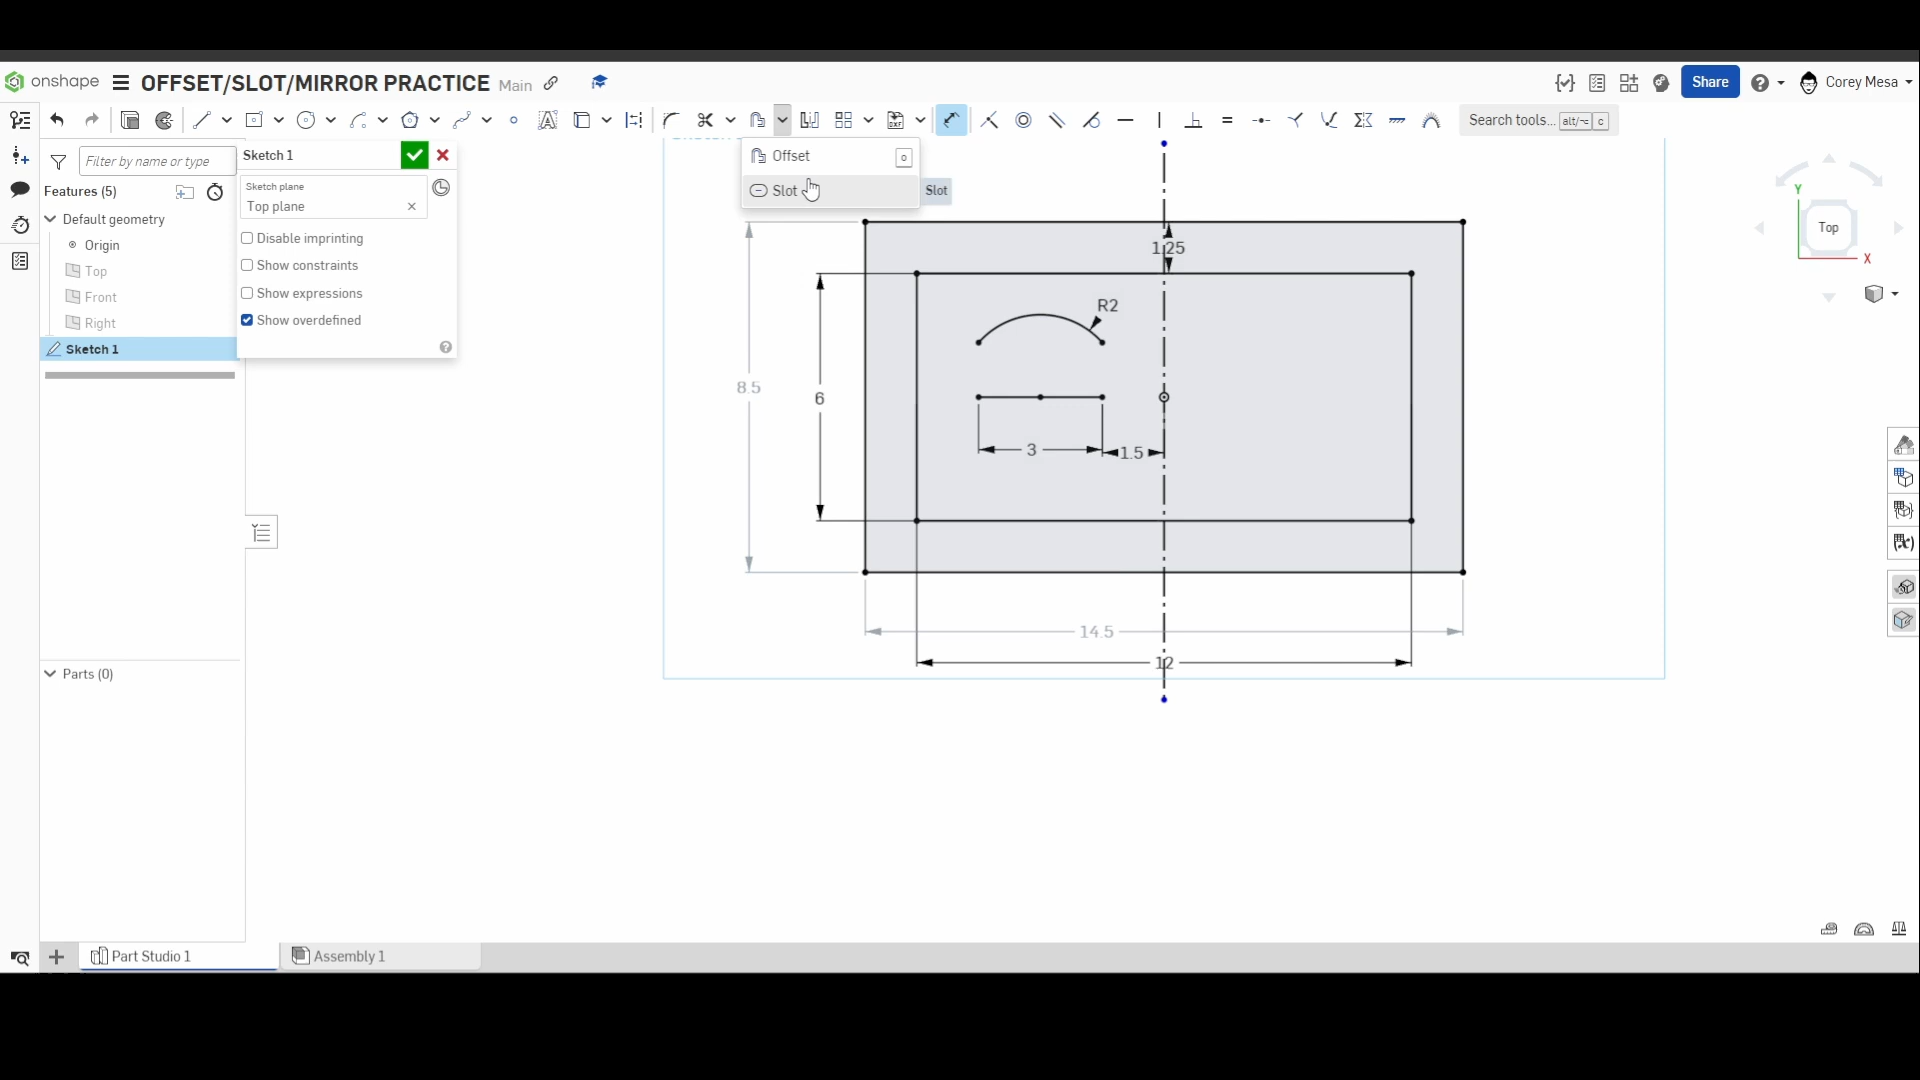 onshape OFFSET/SLOT/MIRROR PRACTICE Main Share Corey Mesa
Search tools... alt/⌥ c
Filter by name or type
Sketch 1
Offset o
Sketch plane
Top plane
Slot
Slot
Features (5)
Default geometry
Origin
Top
Front
Right
Sketch 1
Disable imprinting
Show constraints
Show expressions
Show overdefined
Y
Top
X
1.25
R2
8.5
6
3
1.5
14.5
12
Parts (0)
Part Studio 1
Assembly 1